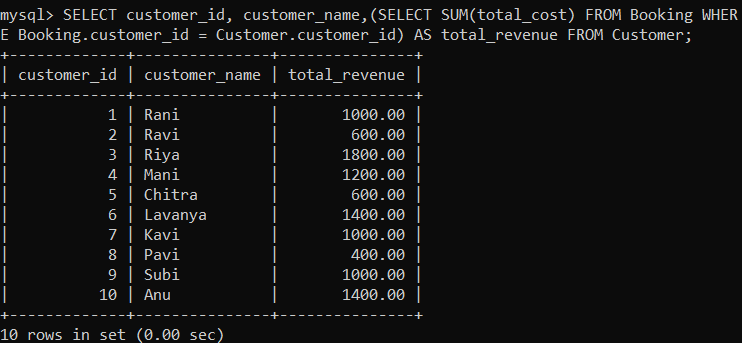 mysql> SELECT customer_id, customer_name,(SELECT SUM(total_cost) FROM Booking WHER
E Booking.customer_id = Customer.customer_id) AS total_revenue FROM Customer;
+-------------+---------------+---------------+
| customer_id | customer_name | total_revenue |
+-------------+---------------+---------------+
|           1 | Rani          |       1000.00 |
|           2 | Ravi          |        600.00 |
|           3 | Riya          |       1800.00 |
|           4 | Mani          |       1200.00 |
|           5 | Chitra        |        600.00 |
|           6 | Lavanya       |       1400.00 |
|           7 | Kavi          |       1000.00 |
|           8 | Pavi          |        400.00 |
|           9 | Subi          |       1000.00 |
|          10 | Anu           |       1400.00 |
+-------------+---------------+---------------+
10 rows in set (0.00 sec)